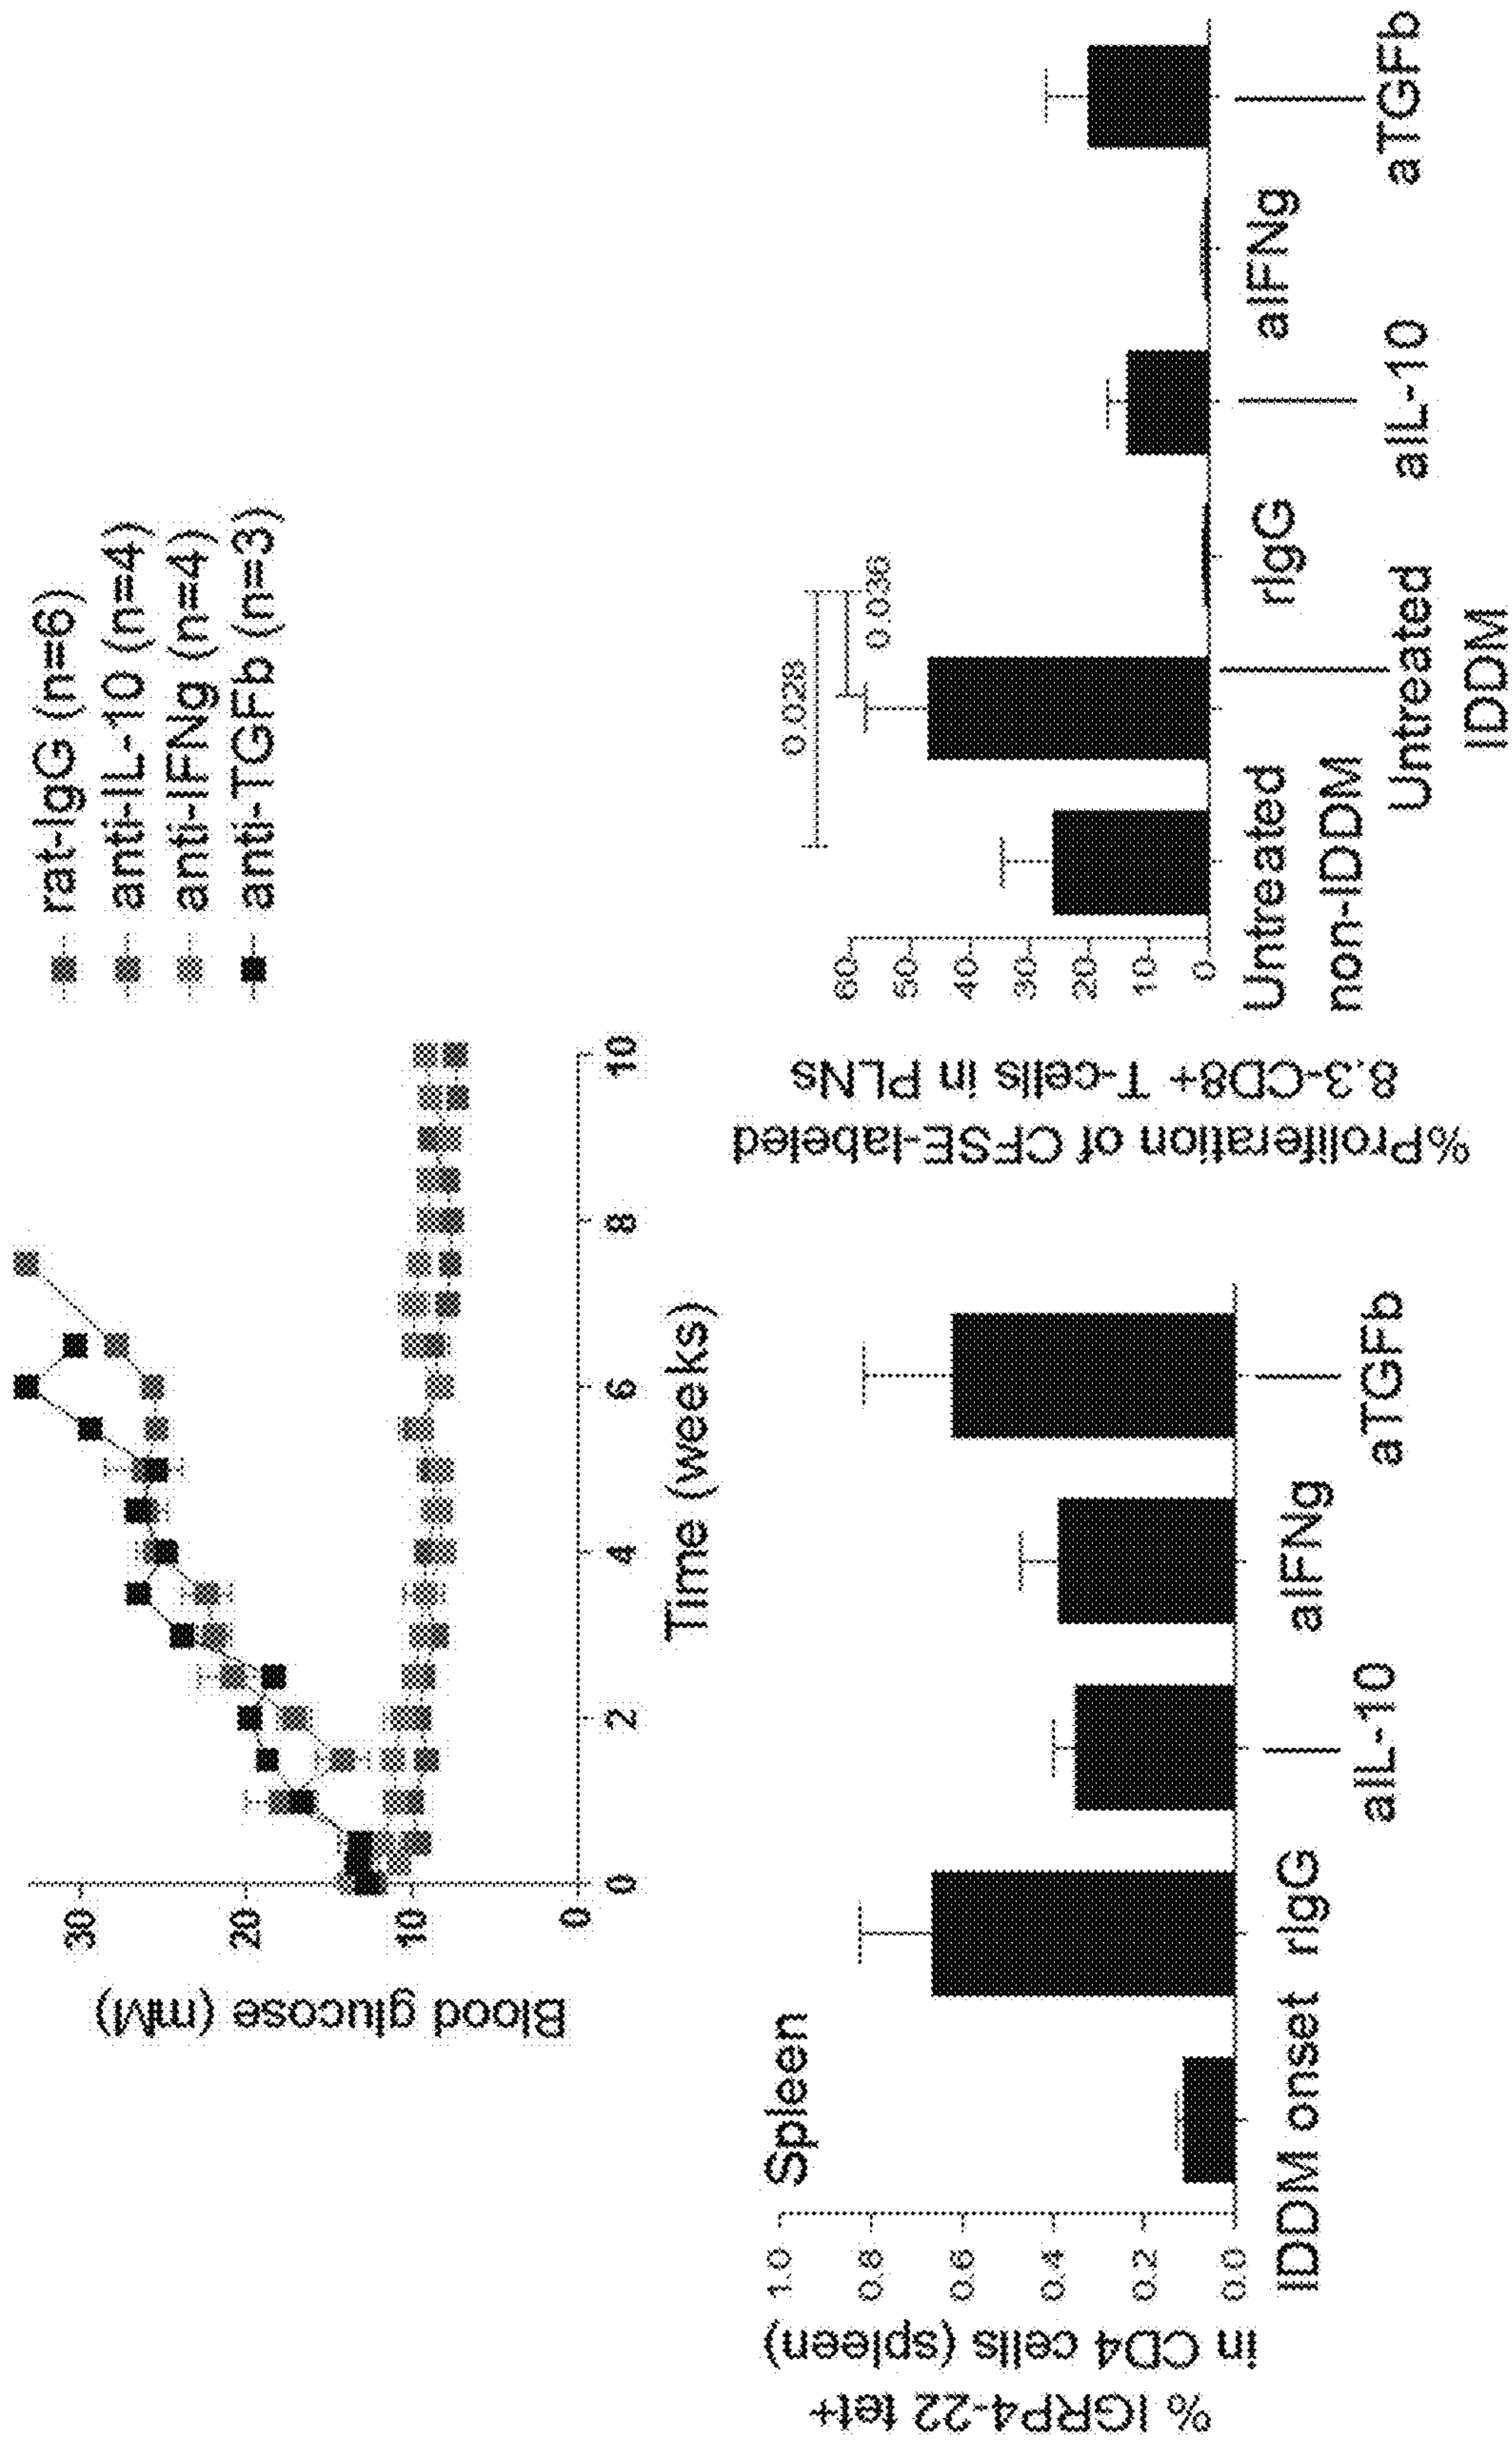 Blood glucose (mM)
30
20
10
0
0 2 4 6 8 10
Time (weeks)
rat-IgG (n=6)
anti-IL-10 (n=4)
anti-IFNg (n=4)
anti-TGFb (n=3)
Spleen
% IGRP4-22 tet+
in CD4 cells (spleen)
1.0
0.8
0.6
0.4
0.2
0.0
IDDM onset rIgG aIL-10 aIFNg aTGFb
%Proliferation of CFSE-labeled
8.3-CD8+ T-cells in PLNs
60
50
40
30
20
10
0
0.028
0.036
Untreated
non-IDDM
Untreated
IDDM
rIgG
aIL-10
aIFNg
aTGFb